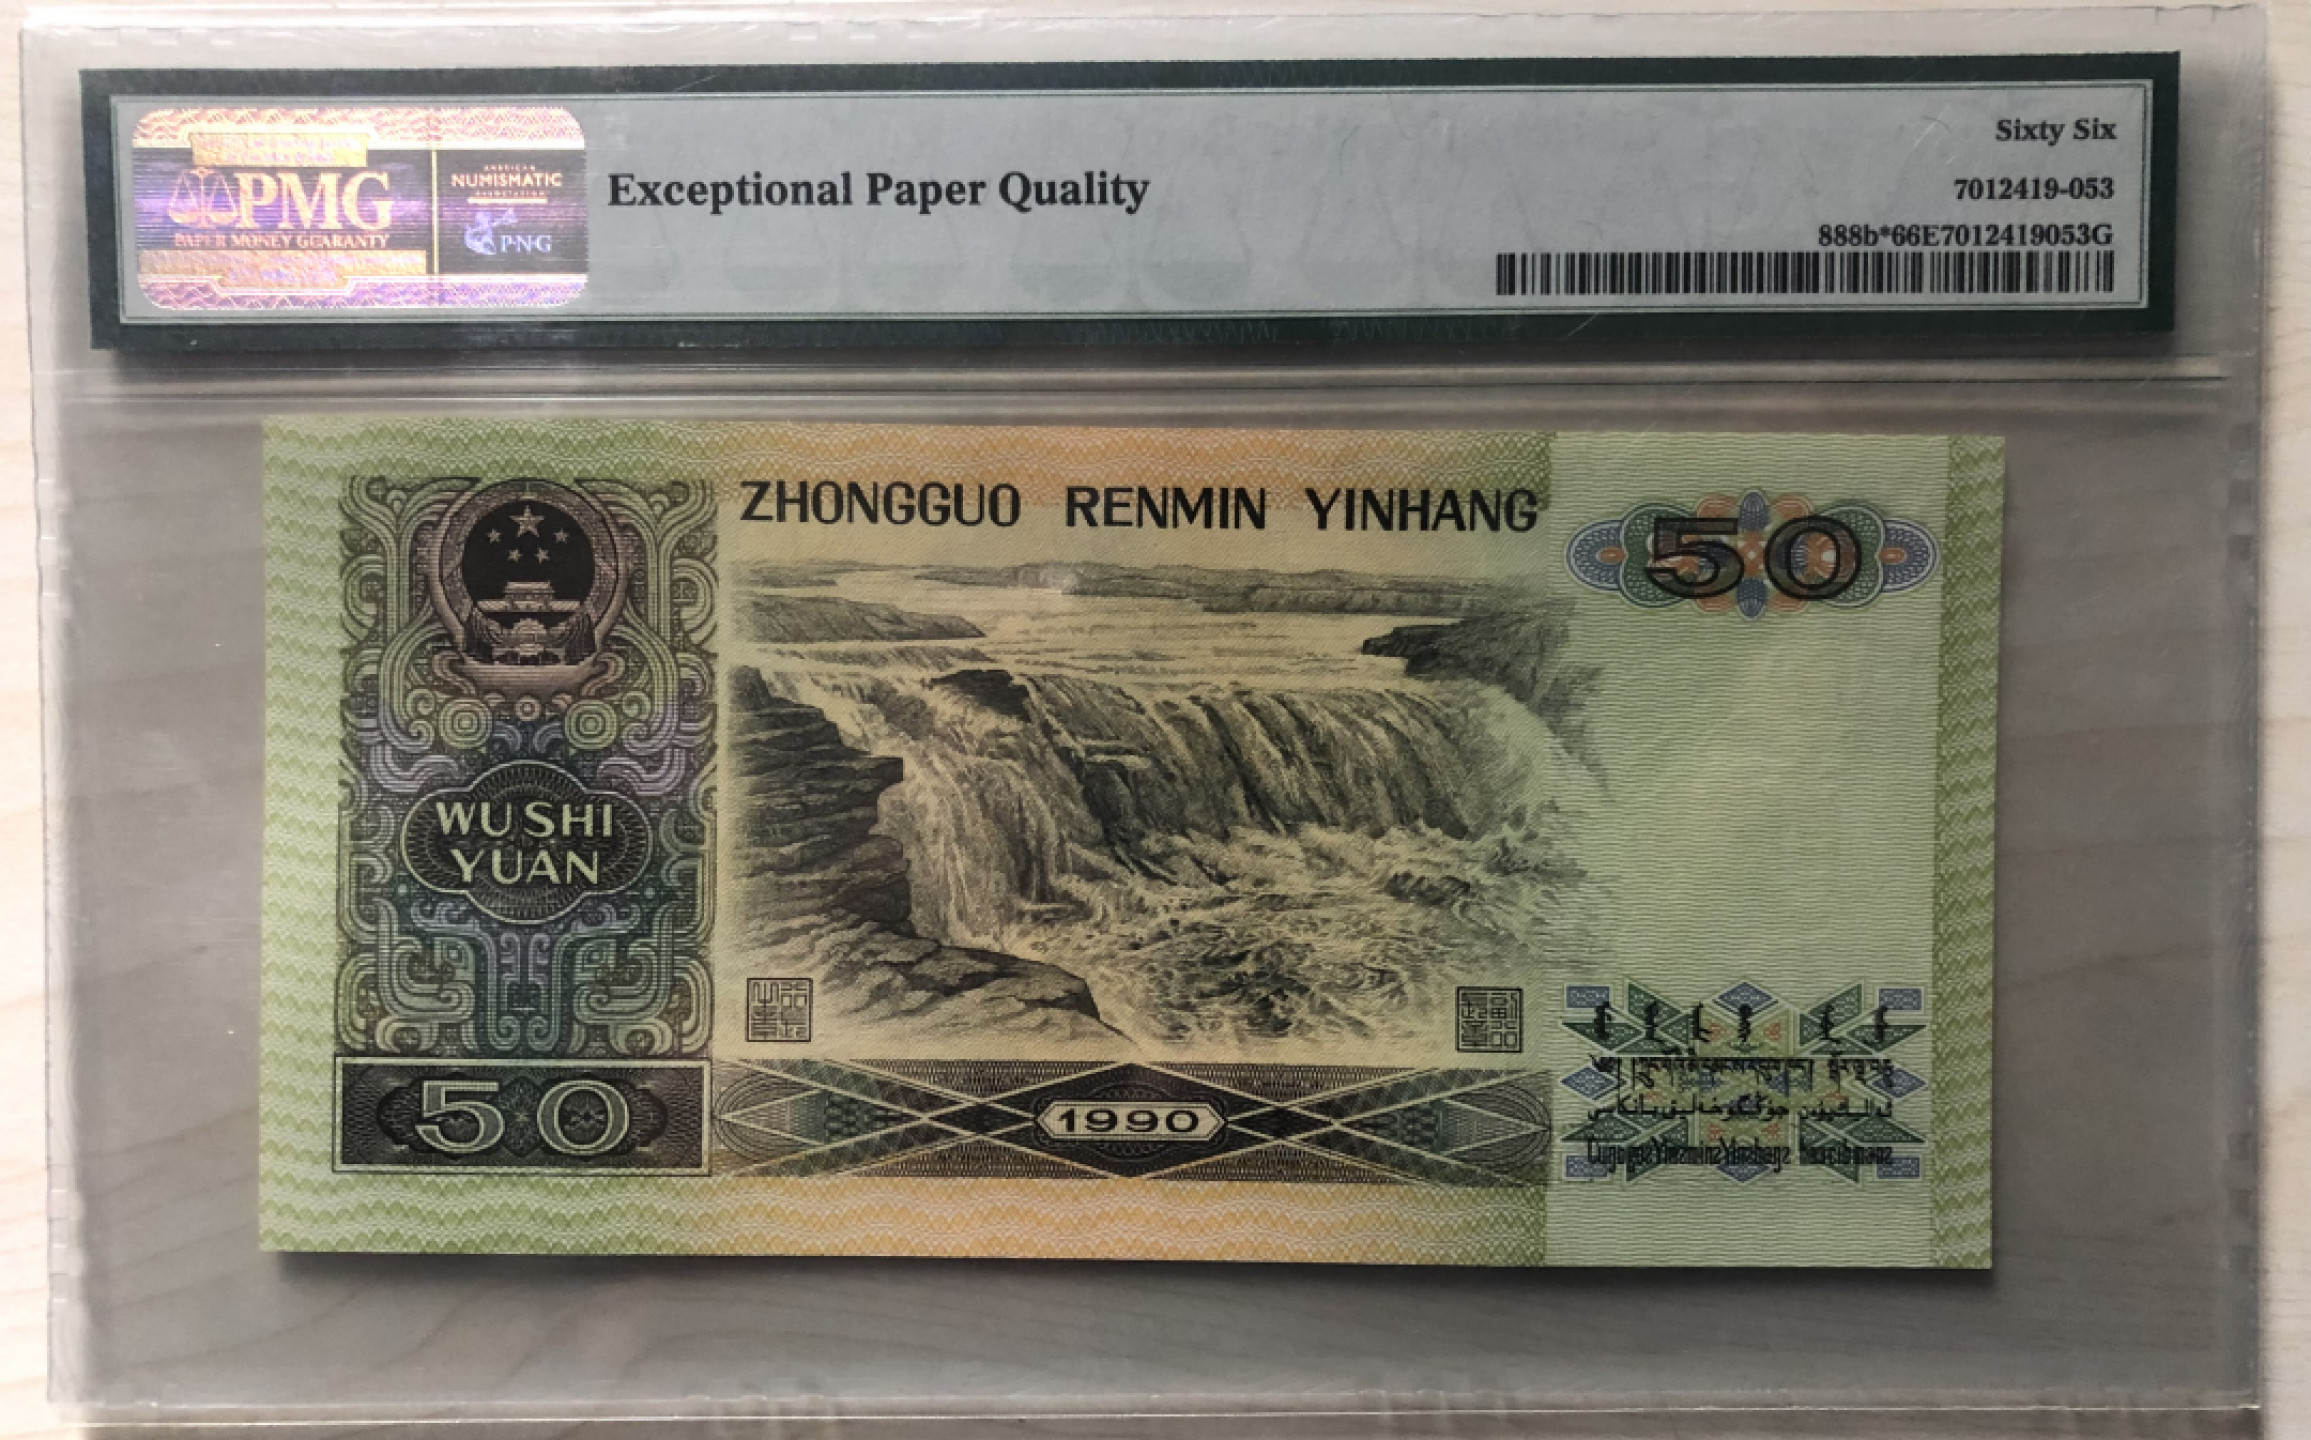 PMG
PAPER MONEY GUARANTY
AMERICAN
NUMISMATIC
ASSOCIATION
PNG
Exceptional Paper Quality
Sixty Six
7012419-053
888b*66E7012419053G
ZHONGGUO RENMIN YINHANG
50
WU SHI
YUAN
50
1990